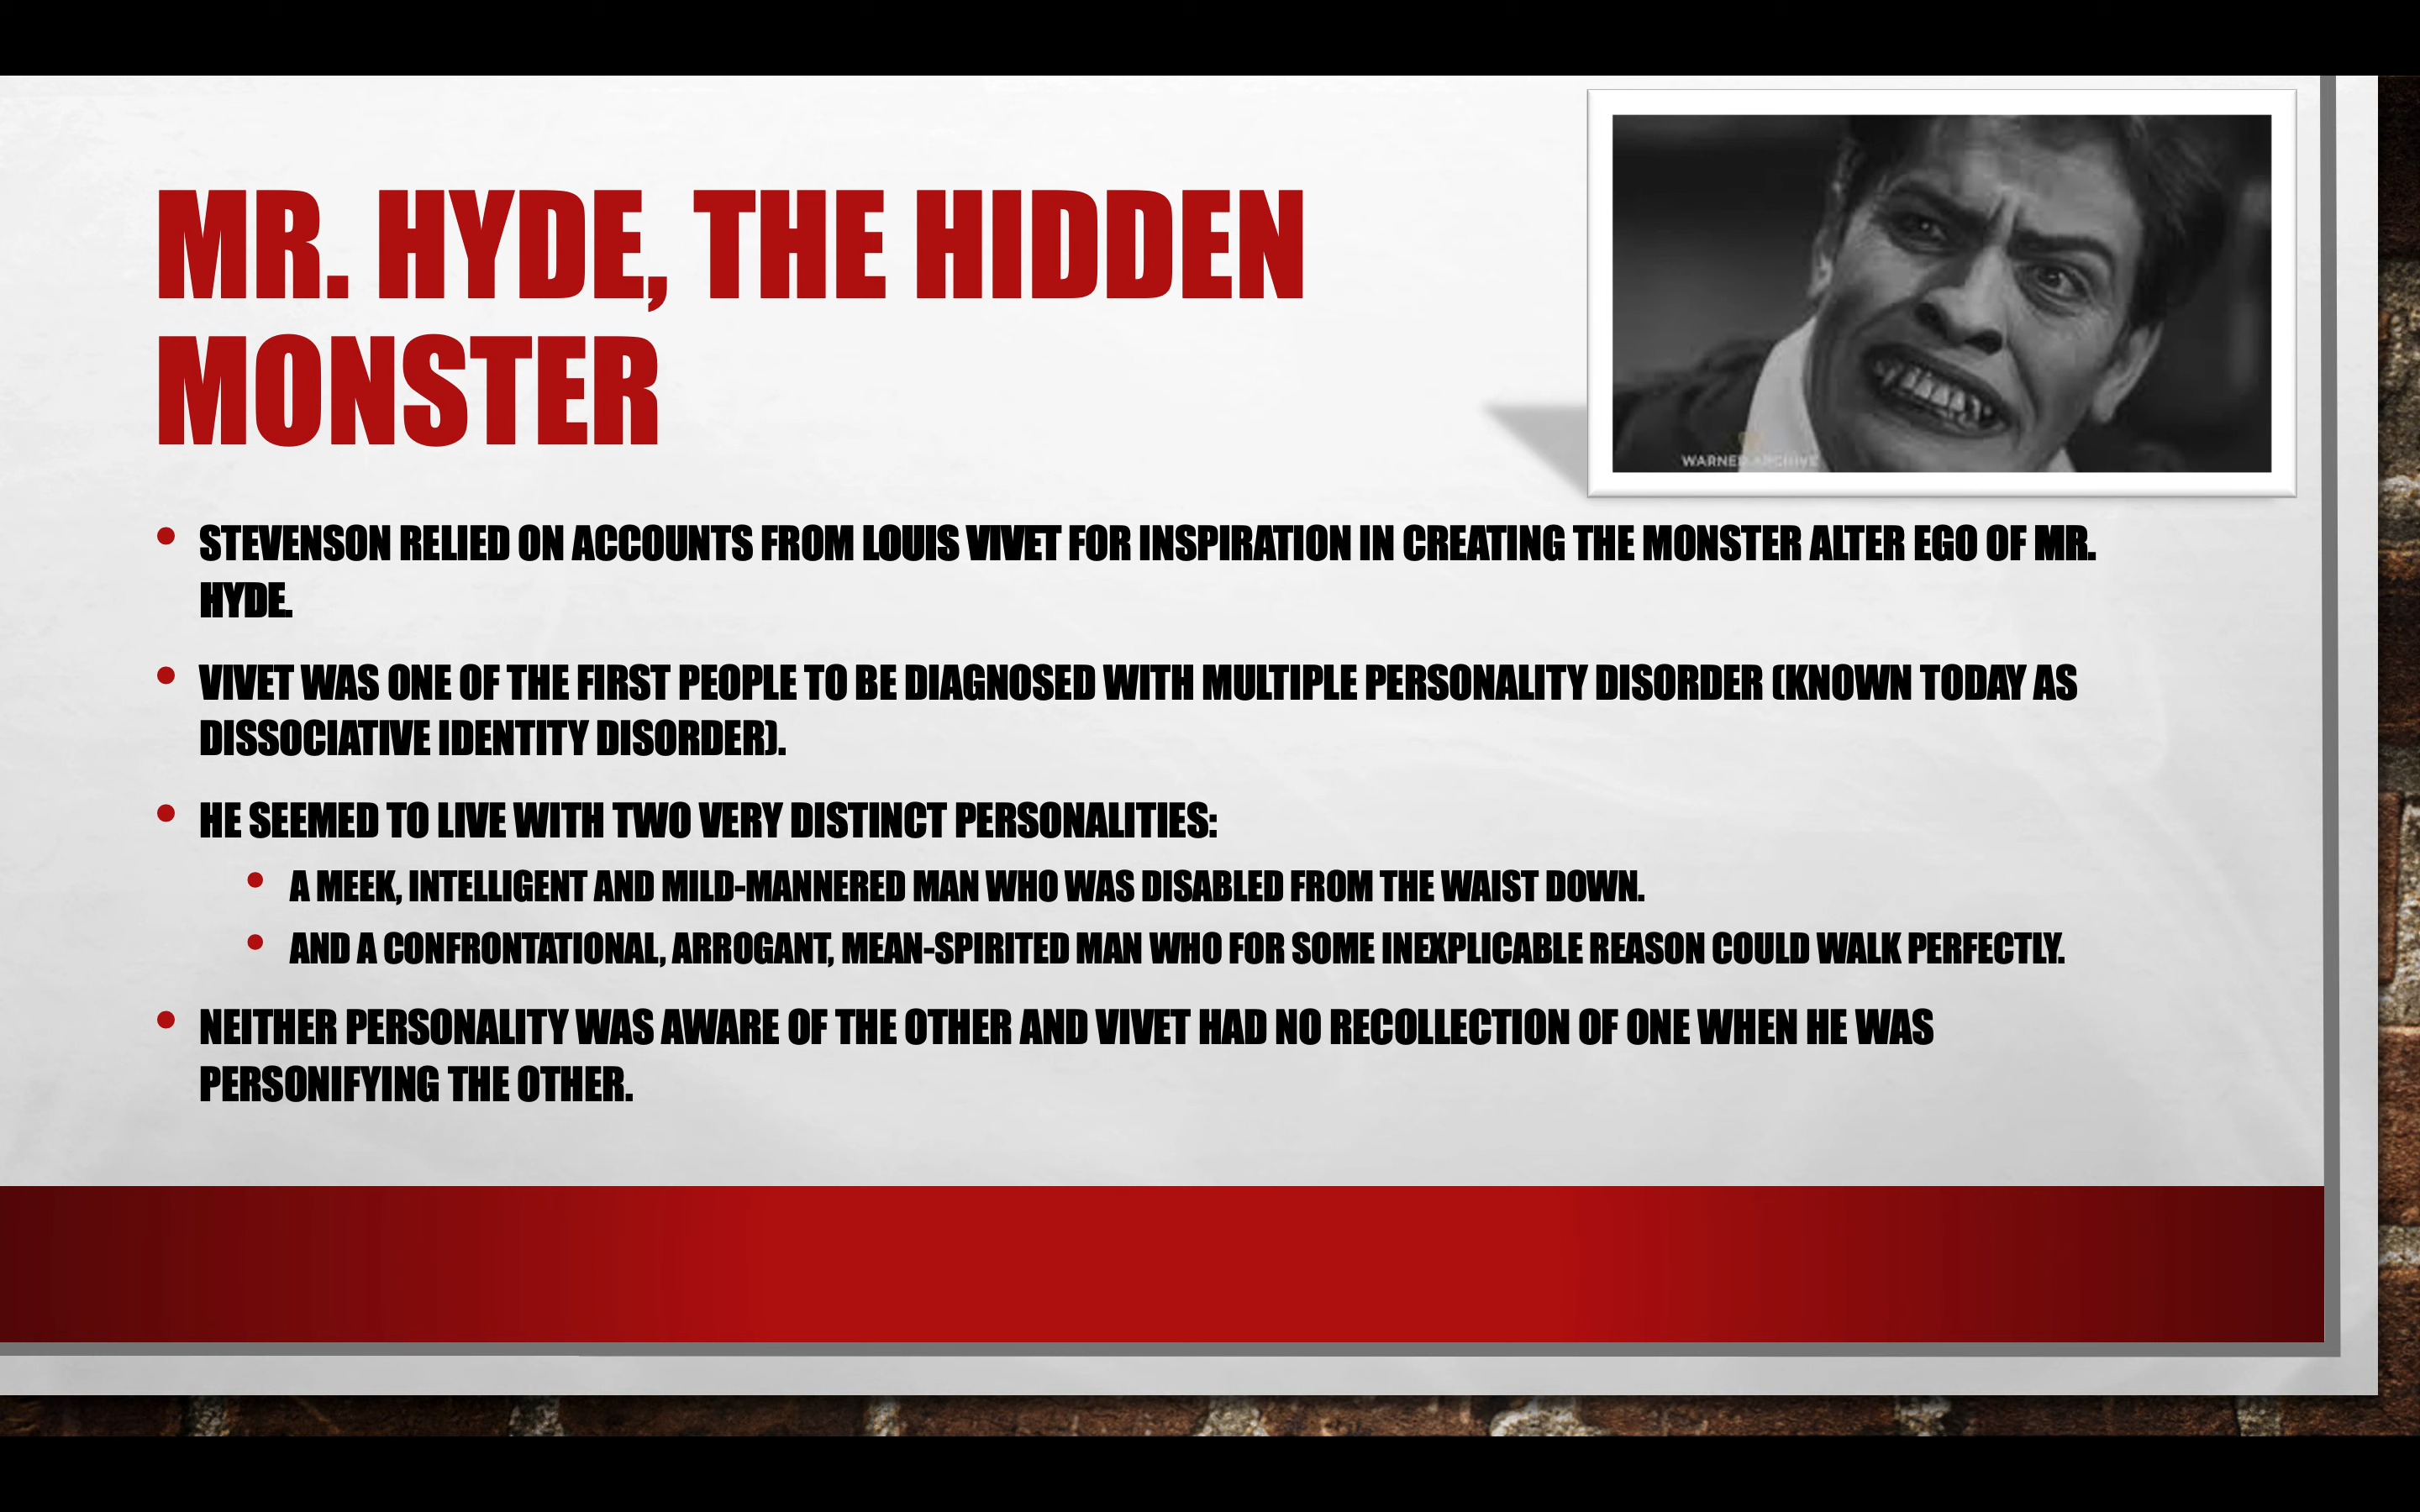 MR. HYDE, THE HIDDEN
MONSTER
WARNER ARCHIVE
• STEVENSON RELIED ON ACCOUNTS FROM LOUIS VIVET FOR INSPIRATION IN CREATING THE MONSTER ALTER EGO OF MR.
HYDE.
• VIVET WAS ONE OF THE FIRST PEOPLE TO BE DIAGNOSED WITH MULTIPLE PERSONALITY DISORDER (KNOWN TODAY AS
DISSOCIATIVE IDENTITY DISORDER).
• HE SEEMED TO LIVE WITH TWO VERY DISTINCT PERSONALITIES:
• A MEEK, INTELLIGENT AND MILD-MANNERED MAN WHO WAS DISABLED FROM THE WAIST DOWN.
• AND A CONFRONTATIONAL, ARROGANT, MEAN-SPIRITED MAN WHO FOR SOME INEXPLICABLE REASON COULD WALK PERFECTLY.
• NEITHER PERSONALITY WAS AWARE OF THE OTHER AND VIVET HAD NO RECOLLECTION OF ONE WHEN HE WAS
PERSONIFYING THE OTHER.